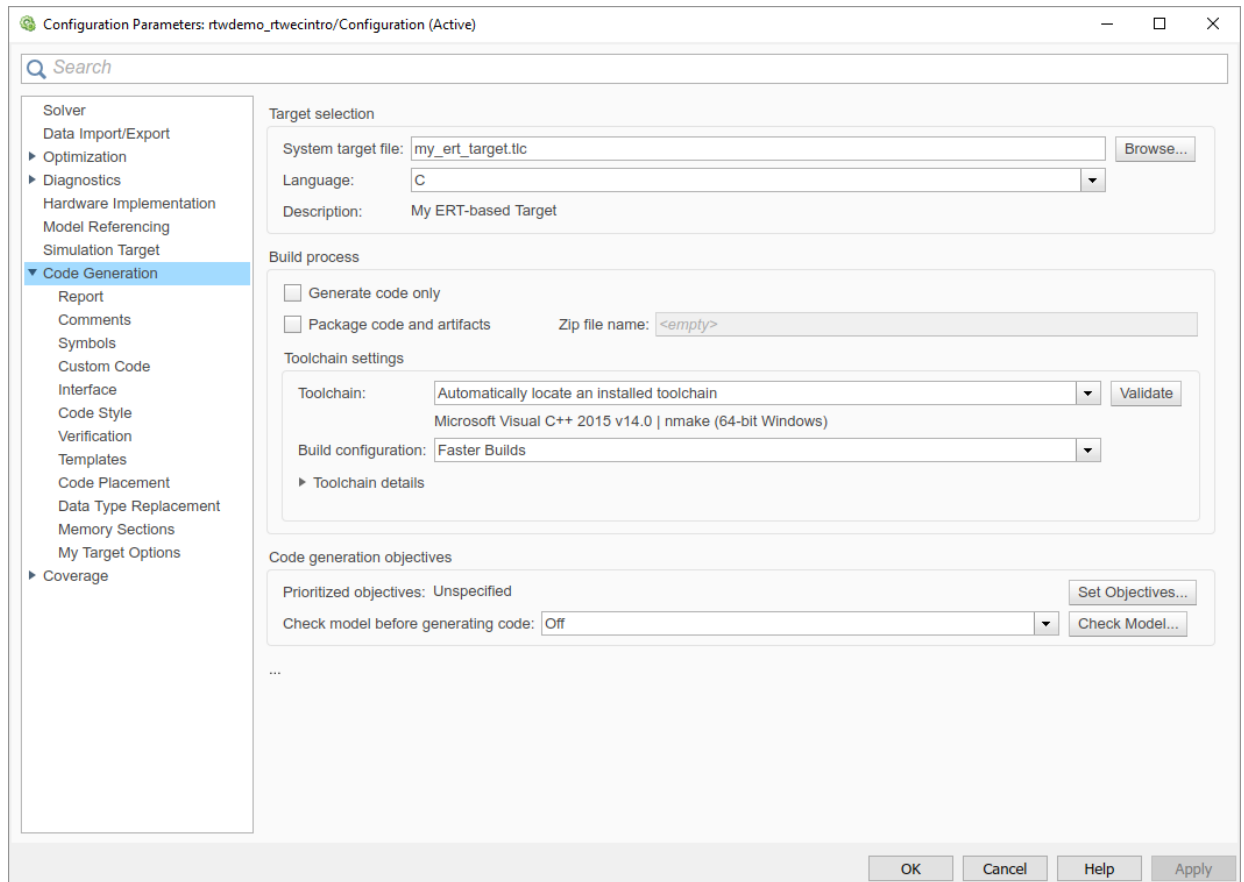 Configuration Parameters: rtwdemo_rtwecintro/Configuration (Active)
Search
Solver
Data Import/Export
Optimization
Diagnostics
Hardware Implementation
Model Referencing
Simulation Target
Code Generation
Report
Comments
Symbols
Custom Code
Interface
Code Style
Verification
Templates
Code Placement
Data Type Replacement
Memory Sections
My Target Options
Coverage
Target selection
System target file: my_ert_target.tlc Browse...
Language: C
Description: My ERT-based Target
Build process
Generate code only
Package code and artifacts Zip file name: <empty>
Toolchain settings
Toolchain: Automatically locate an installed toolchain Validate
Microsoft Visual C++ 2015 v14.0 | nmake (64-bit Windows)
Build configuration: Faster Builds
Toolchain details
Code generation objectives
Prioritized objectives: Unspecified Set Objectives...
Check model before generating code: Off Check Model...
...
OK Cancel Help Apply